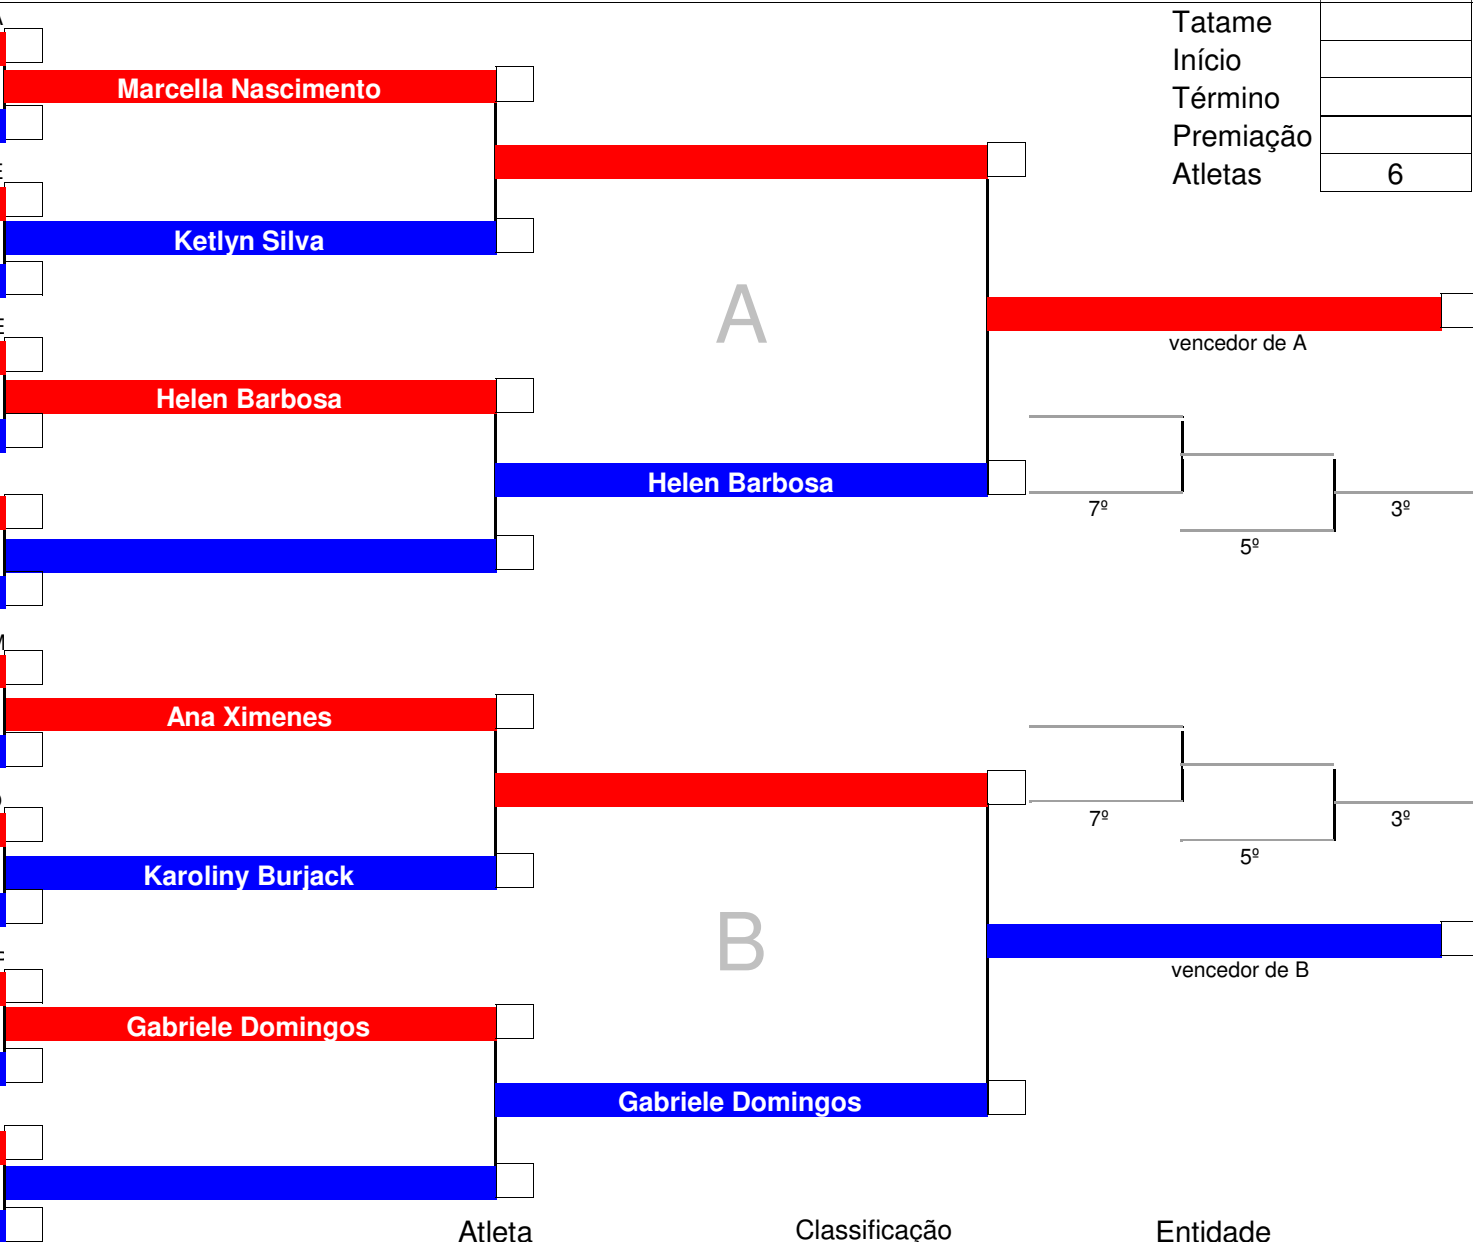 Tatame
Início
Término
Premiação
Atletas 6
Marcella Nascimento
Ketlyn Silva
A
vencedor de A
Helen Barbosa
Helen Barbosa
7º
3º
5º
Ana Ximenes
7º
3º
5º
Karoliny Burjack
B
vencedor de B
Gabriele Domingos
Gabriele Domingos
Atleta Classificação Entidade